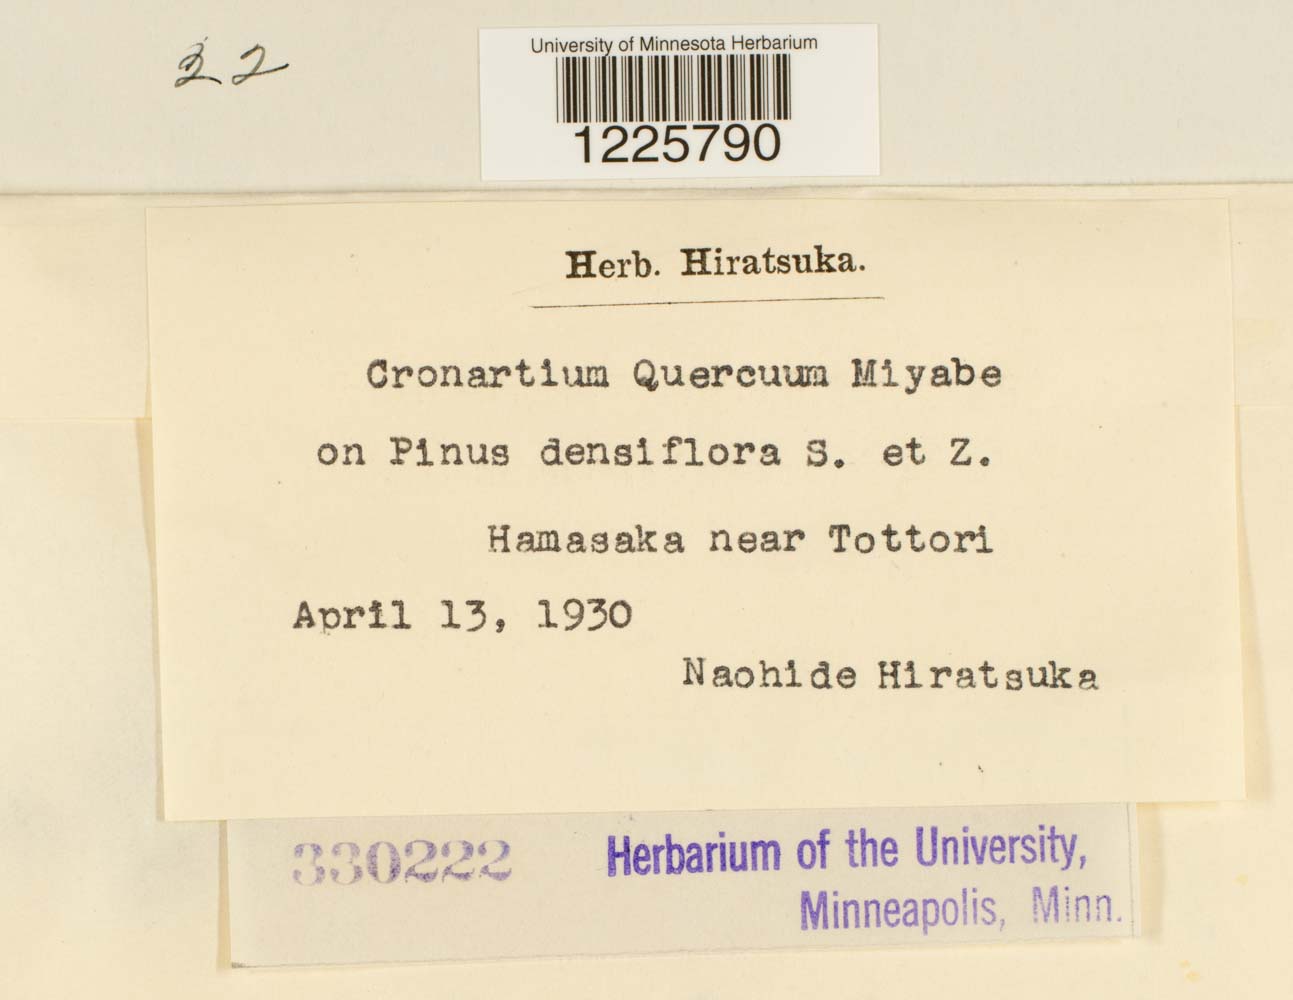 32
University of Minnesota Herbarium
1225790
Herb. Hiratsuka.
Cronartium Quercuum Miyabe
on Pinus densiflora S. et Z.
Hamasaka near Tottori
April 13, 1930
Naohide Hiratsuka
330222
Herbarium of the University,
Minneapolis, Minn.